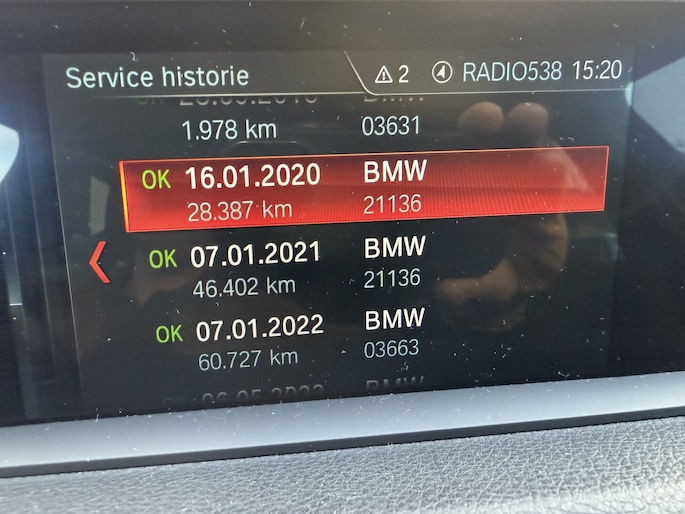 Service historie
2 RADIO538 15:20
1.978 km 03631
OK 16.01.2020 BMW
28.387 km 21136
OK 07.01.2021 BMW
46.402 km 21136
OK 07.01.2022 BMW
60.727 km 03663